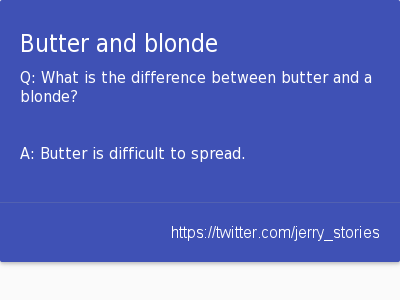 Butter and blonde
Q: What is the difference between butter and a
blonde?
A: Butter is difficult to spread.
https://twitter.com/jerry_stories